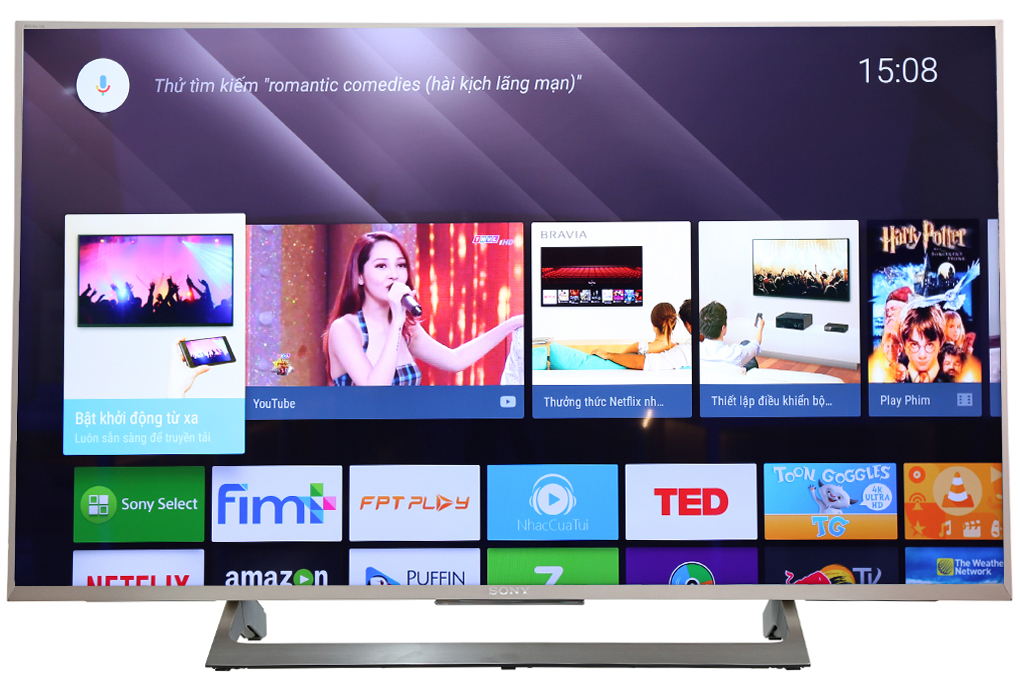 Thử tìm kiếm "romantic comedies (hài kịch lãng mạn)"
15:08
BRAVIA
Harry Potter
Bật khởi động từ xa
Luôn sẵn sàng để truyền tải
YouTube
Thưởng thức Netflix nh...
Thiết lập điều khiển bộ...
Play Phim
Sony Select
fim+
FPT PLAY
NhacCuaTui
TED
TOON GOGGLES
4K
ULTRA
HD
TG
NETFLIX
amazon
PUFFIN
Z
TV
The Weathe
Network
SONY